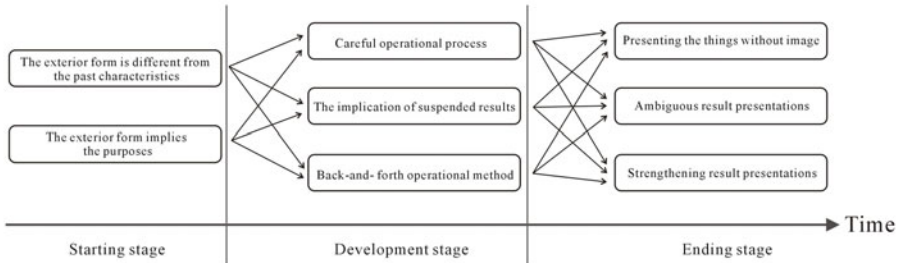 The exterior form is different from
the past characteristics
The exterior form implies
the purposes
Careful operational process
The implication of suspended results
Back-and- forth operational method
Presenting the things without image
Ambiguous result presentations
Strengthening result presentations
Time
Starting stage
Development stage
Ending stage